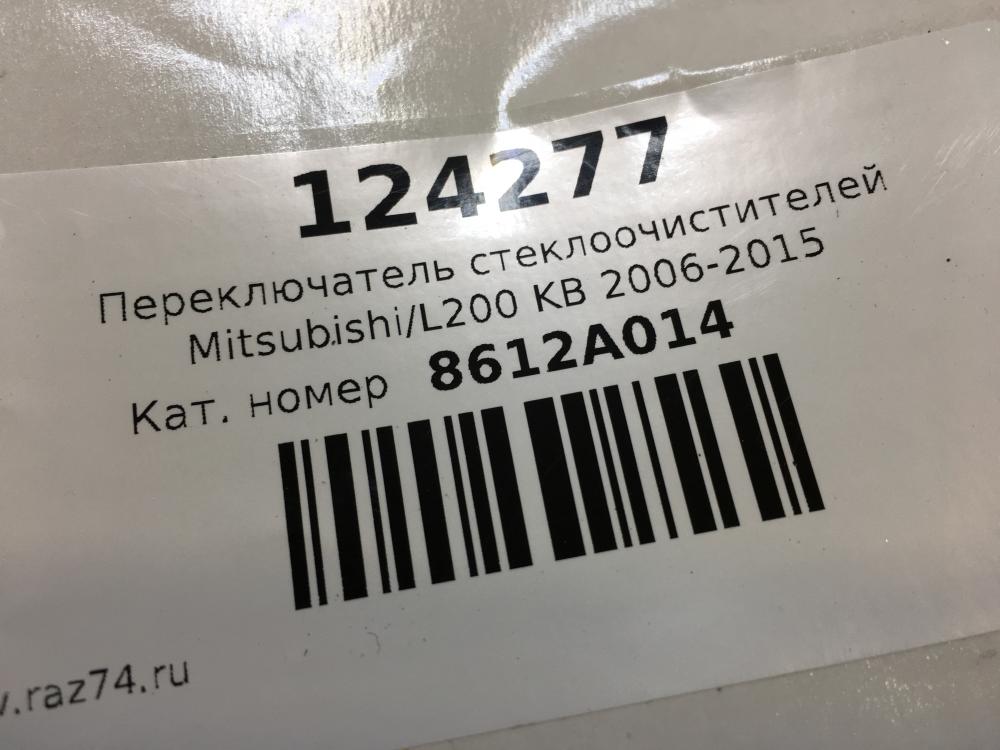 124277
Переключатель стеклоочистителей
Mitsubishi/L200 KB 2006-2015
Кат. номер 8612A014
.raz74.ru